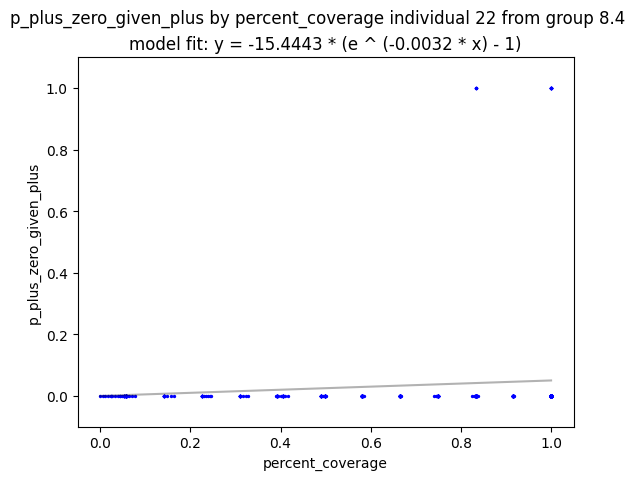 p_plus_zero_given_plus by percent_coverage individual 22 from group 8.4
model fit: y = -15.4443 * (e ^ (-0.0032 * x) - 1)
1.0
0.8
0.6
0.4
0.2
0.0
p_plus_zero_given_plus
0.0 0.2 0.4 0.6 0.8 1.0
percent_coverage